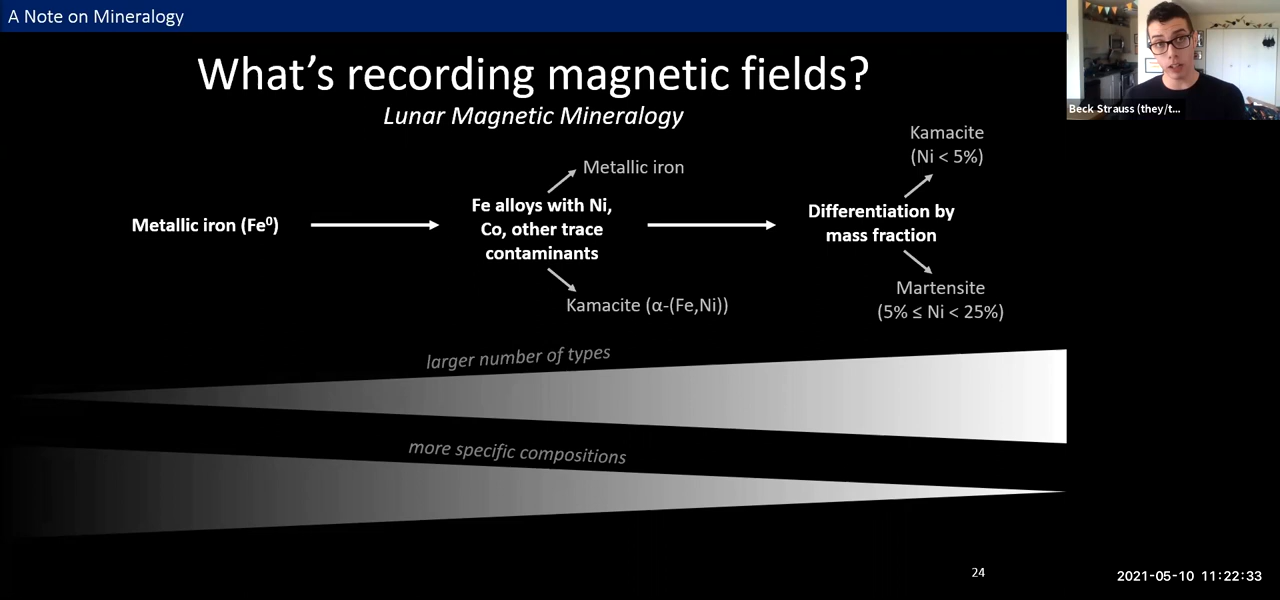 A Note on Mineralogy
What's recording magnetic fields?
Lunar Magnetic Mineralogy
Beck Strauss (they/t...
Metallic iron (Fe⁰)
Metallic iron
Fe alloys with Ni,
Co, other trace
contaminants
Kamacite (α-(Fe,Ni))
Kamacite
(Ni < 5%)
Differentiation by
mass fraction
Martensite
(5% ≤ Ni < 25%)
larger number of types
more specific compositions
24
2021-05-10 11:22:33